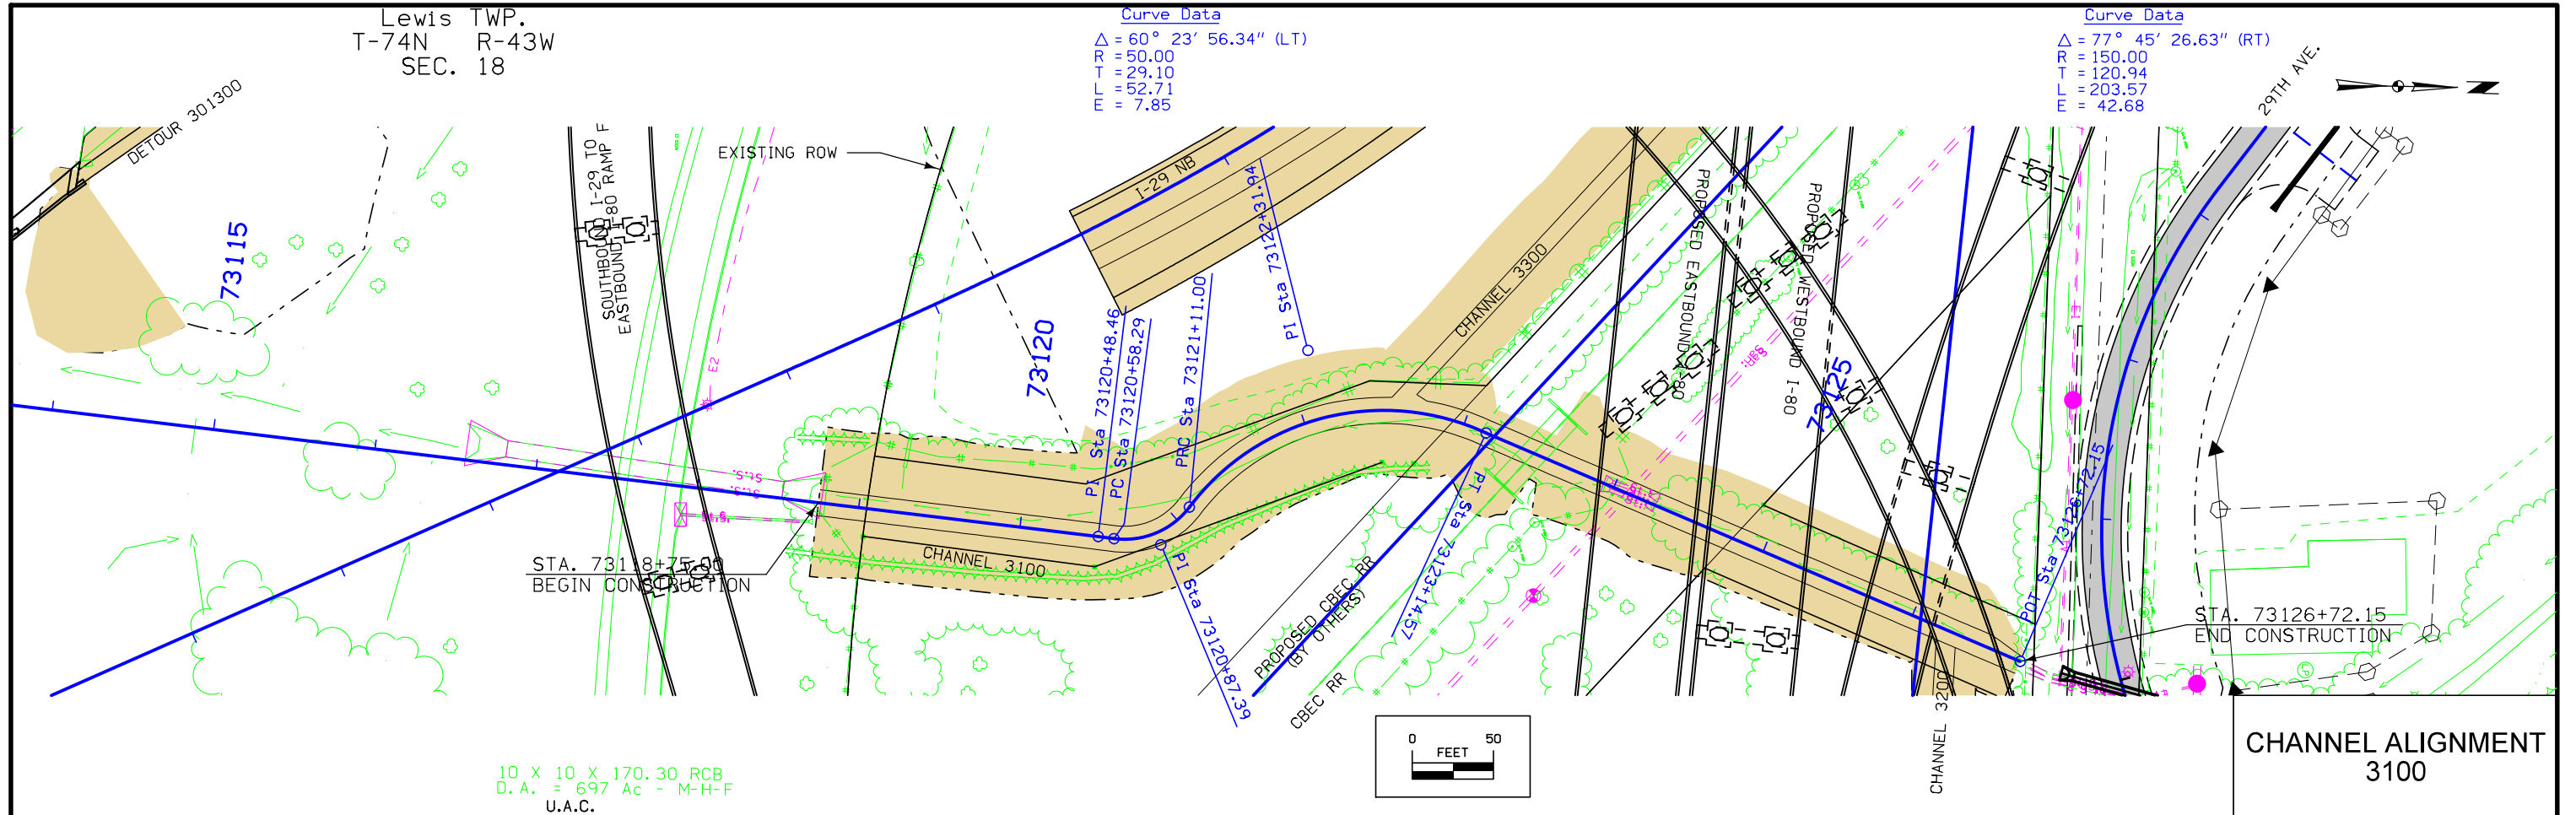 Lewis TWP.
T-74N R-43W
SEC. 18
Curve Data
Δ = 60° 23' 56.34" (LT)
R = 50.00
T = 29.10
L = 52.71
E = 7.85
Curve Data
Δ = 77° 45' 26.63" (RT)
R = 150.00
T = 120.94
L = 203.57
E = 42.68
29TH AVE.
N
DETOUR 301300
73115
SOUTHBOUND I-29 TO
EASTBOUND I-80 RAMP F
EXISTING ROW
E2
I-29 NB
73120
PI Sta 73120+48.46
PC Sta 73120+58.29
PRC Sta 73121+11.00
PI Sta 73122+31.94
CHANNEL 3300
PROPOSED EASTBOUND I-80
PROPOSED WESTBOUND I-80
73125
S.S.
S.S.
STA. 73118+75.00
BEGIN CONSTRUCTION
CHANNEL 3100
PI Sta 73120+87.39
PROPOSED CBEC RR
(BY OTHERS)
CBEC RR
PT Sta 73123+14.57
POT Sta 73126+72.15
STA. 73126+72.15
END CONSTRUCTION
CHANNEL 3200
10 X 10 X 170.30 RCB
D.A. = 697 Ac - M-H-F
U.A.C.
0 50
FEET
CHANNEL ALIGNMENT
3100